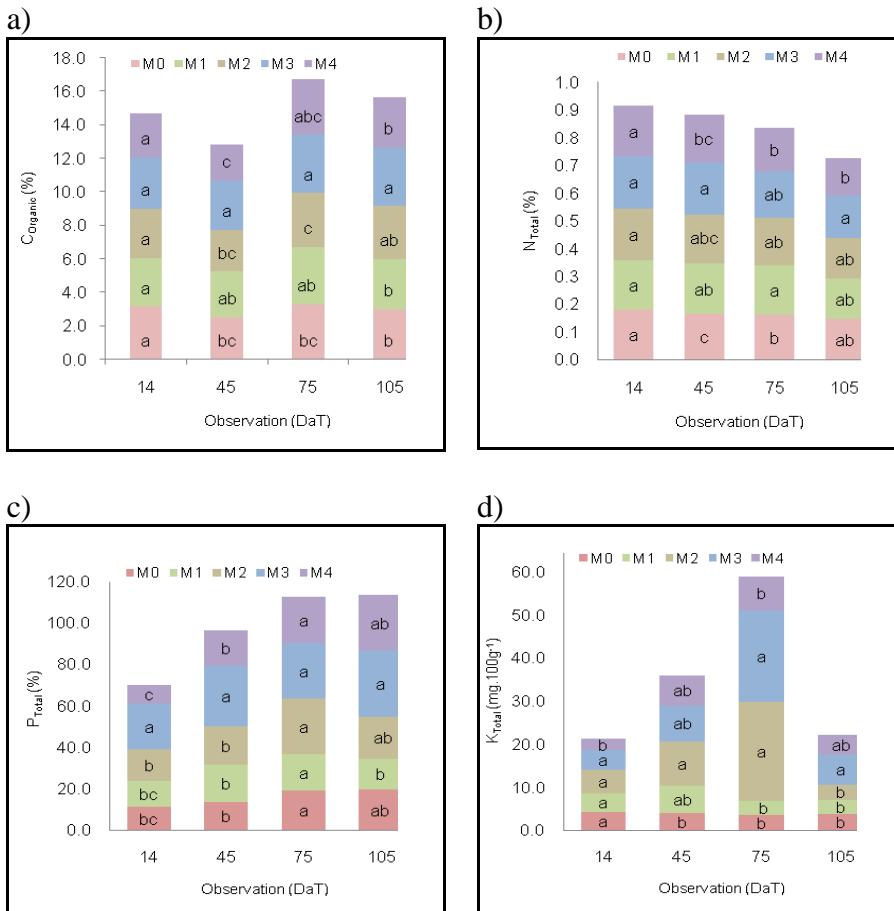 a)
M0 M1 M2 M3 M4
C Organic (%)
18.0
16.0
14.0
12.0
10.0
8.0
6.0
4.0
2.0
0.0
a c abc b
a a a a
a bc c ab
a ab ab b
a bc bc b
14 45 75 105
Observation (DaT)
b)
M0 M1 M2 M3 M4
N Total (%)
1.0
0.9
0.8
0.7
0.6
0.5
0.4
0.3
0.2
0.1
0.0
a bc b b
a a ab a
a abc ab ab
a ab a ab
a c b ab
14 45 75 105
Observation (DaT)
c)
M0 M1 M2 M3 M4
P Total (%)
120.0
100.0
80.0
60.0
40.0
20.0
0.0
c b a ab
a a a a
b b a ab
bc b a b
bc b a ab
14 45 75 105
Observation (DaT)
d)
M0 M1 M2 M3 M4
K Total (mg.100g-1)
60.0
50.0
40.0
30.0
20.0
10.0
0.0
b ab b ab
a ab a a
a a a b
a ab b b
a b b b
14 45 75 105
Observation (DaT)